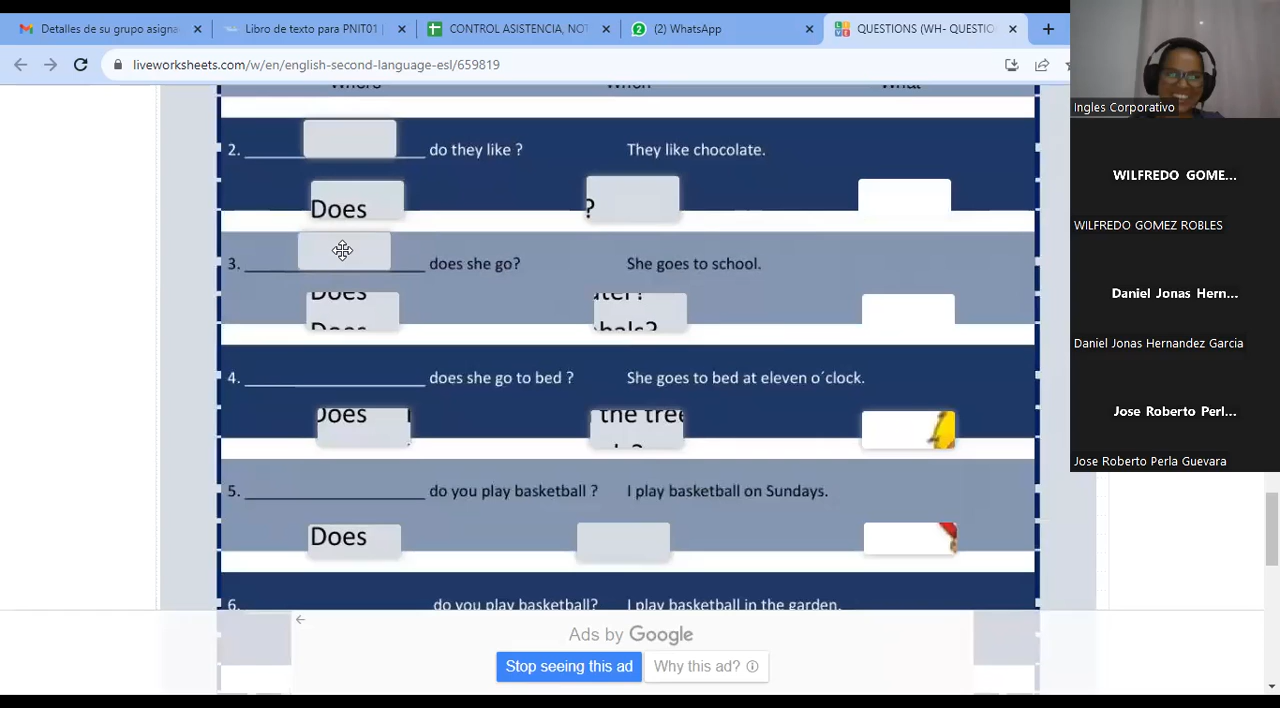 Detalles de su grupo asigna
Libro de texto para PNIT01 |
CONTROL ASISTENCIA, NOT
(2) WhatsApp
QUESTIONS (WH- QUESTIO
liveworksheets.com/w/en/english-second-language-esl/659819
Ingles Corporativo
2. do they like ? They like chocolate.
Does ?
3. does she go? She goes to school.
Does
4. does she go to bed ? She goes to bed at eleven o´clock.
Does the tree
5. do you play basketball ? I play basketball on Sundays.
Does
6. do you play basketball? I play basketball in the garden.
Ads by Google
Stop seeing this ad
Why this ad?
WILFREDO GOME...
WILFREDO GOMEZ ROBLES
Daniel Jonas Hern...
Daniel Jonas Hernandez Garcia
Jose Roberto Perl...
Jose Roberto Perla Guevara